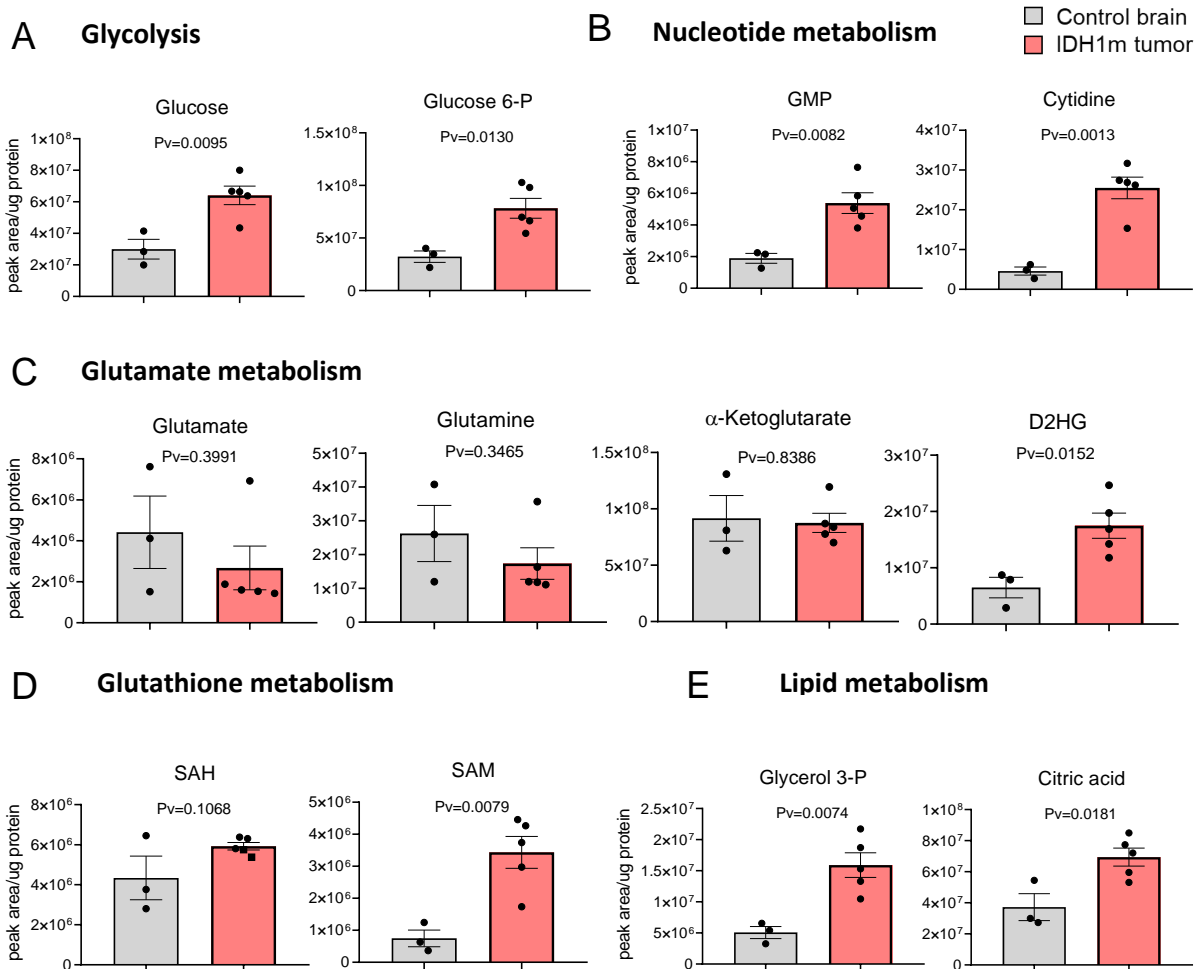 A Glycolysis
B Nucleotide metabolism
Control brain
IDH1m tumor
Glucose
Pv=0.0095
peak area/ug protein
1×10⁸
8×10⁷
6×10⁷
4×10⁷
2×10⁷
0
Glucose 6-P
Pv=0.0130
1.5×10⁸
1×10⁸
5×10⁷
0
GMP
Pv=0.0082
peak area/ug protein
1×10⁷
8×10⁶
6×10⁶
4×10⁶
2×10⁶
0
Cytidine
Pv=0.0013
4×10⁷
3×10⁷
2×10⁷
1×10⁷
0
C Glutamate metabolism
Glutamate
Pv=0.3991
peak area/ug protein
8×10⁶
6×10⁶
4×10⁶
2×10⁶
0
Glutamine
Pv=0.3465
5×10⁷
4×10⁷
3×10⁷
2×10⁷
1×10⁷
0
α-Ketoglutarate
Pv=0.8386
1.5×10⁸
1×10⁸
5×10⁷
0
D2HG
Pv=0.0152
3×10⁷
2×10⁷
1×10⁷
0
D Glutathione metabolism
E Lipid metabolism
SAH
Pv=0.1068
peak area/ug protein
8×10⁶
6×10⁶
4×10⁶
2×10⁶
0
SAM
Pv=0.0079
5×10⁶
4×10⁶
3×10⁶
2×10⁶
1×10⁶
0
Glycerol 3-P
Pv=0.0074
peak area/ug protein
2.5×10⁷
2×10⁷
1.5×10⁷
1×10⁷
5×10⁶
0
Citric acid
Pv=0.0181
1×10⁸
8×10⁷
6×10⁷
4×10⁷
2×10⁷
0